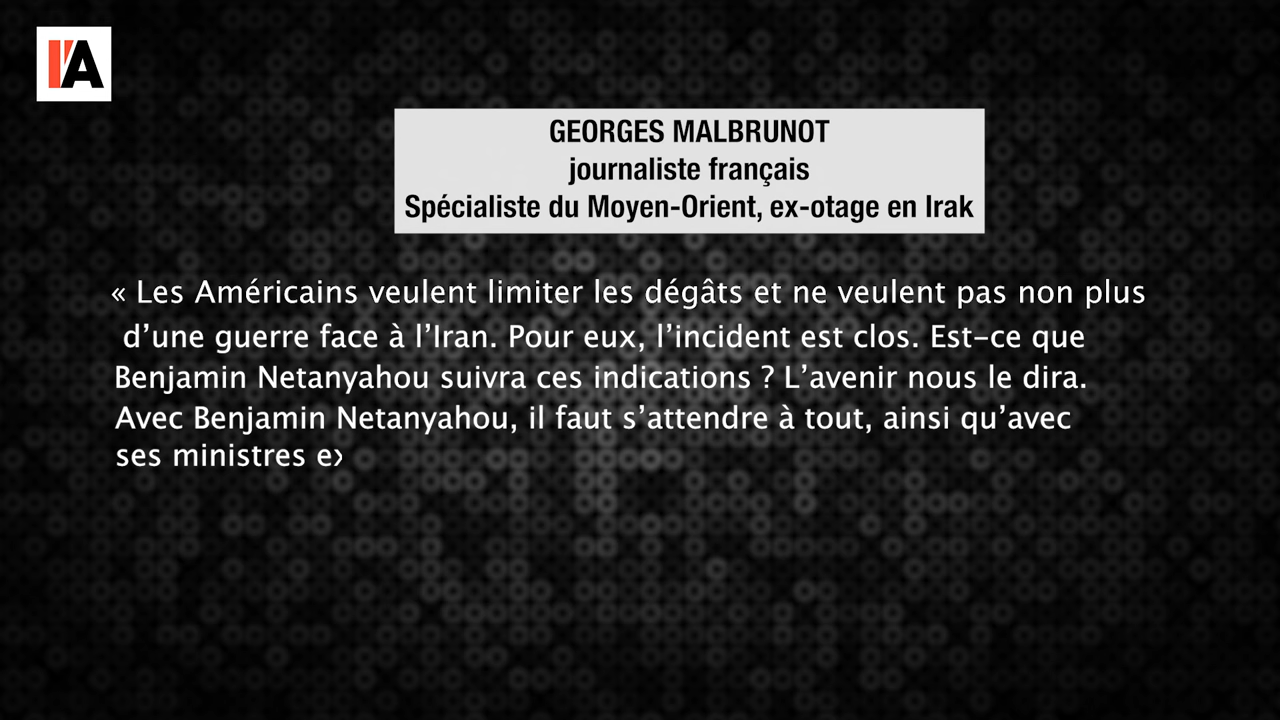 l'A
GEORGES MALBRUNOT
journaliste français
Spécialiste du Moyen-Orient, ex-otage en Irak
« Les Américains veulent limiter les dégâts et ne veulent pas non plus
d’une guerre face à l’Iran. Pour eux, l’incident est clos. Est-ce que
Benjamin Netanyahou suivra ces indications ? L’avenir nous le dira.
Avec Benjamin Netanyahou, il faut s’attendre à tout, ainsi qu’avec
ses ministres